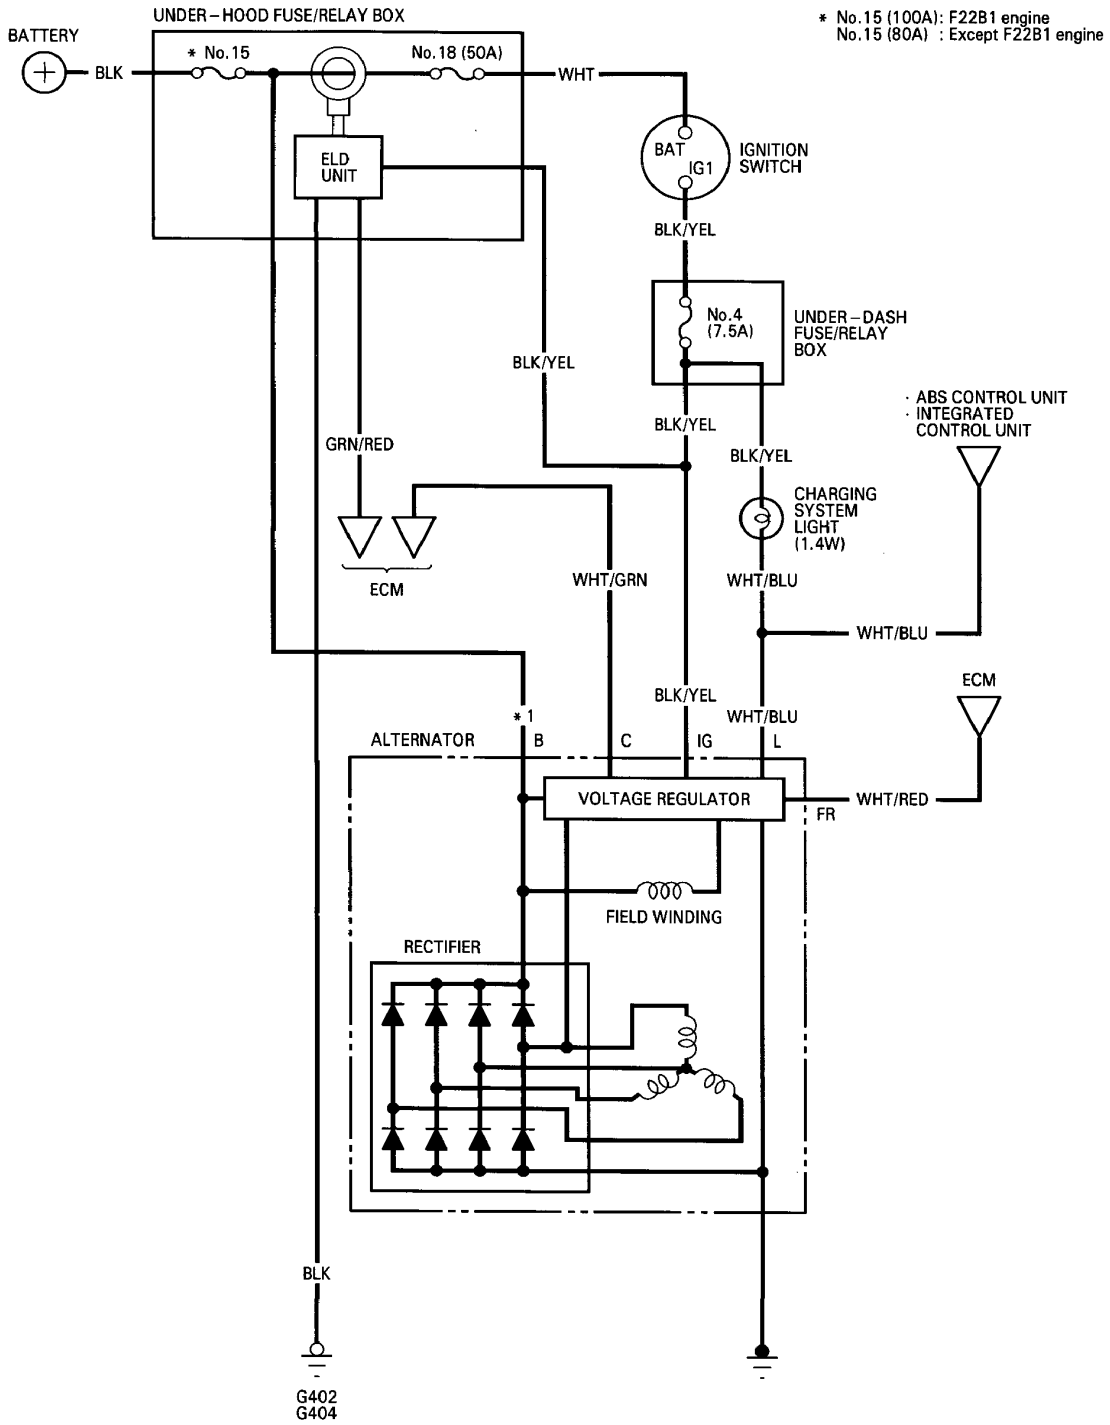 UNDER-HOOD FUSE/RELAY BOX
* No.15 (100A): F22B1 engine
No.15 (80A) : Except F22B1 engine
BATTERY
* No.15
No.18 (50A)
+
BLK
WHT
ELD
UNIT
BAT
IG1
IGNITION
SWITCH
BLK/YEL
No.4
(7.5A)
UNDER-DASH
FUSE/RELAY
BOX
BLK/YEL
· ABS CONTROL UNIT
· INTEGRATED
CONTROL UNIT
BLK/YEL
GRN/RED
BLK/YEL
CHARGING
SYSTEM
LIGHT
(1.4W)
ECM
WHT/GRN
WHT/BLU
WHT/BLU
ECM
BLK/YEL
WHT/BLU
* 1
ALTERNATOR
B
C
IG
L
VOLTAGE REGULATOR
WHT/RED
FR
FIELD WINDING
RECTIFIER
BLK
G402
G404